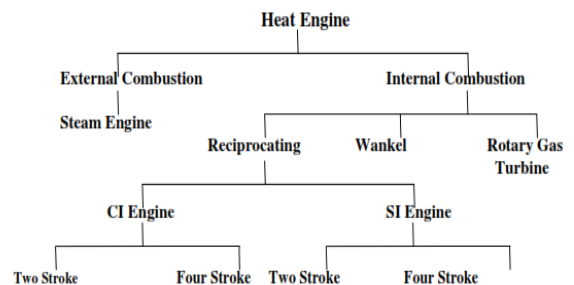 Heat Engine
External Combustion
Internal Combustion
Steam Engine
Reciprocating
Wankel
Rotary Gas
Turbine
CI Engine
SI Engine
Two Stroke
Four Stroke
Two Stroke
Four Stroke